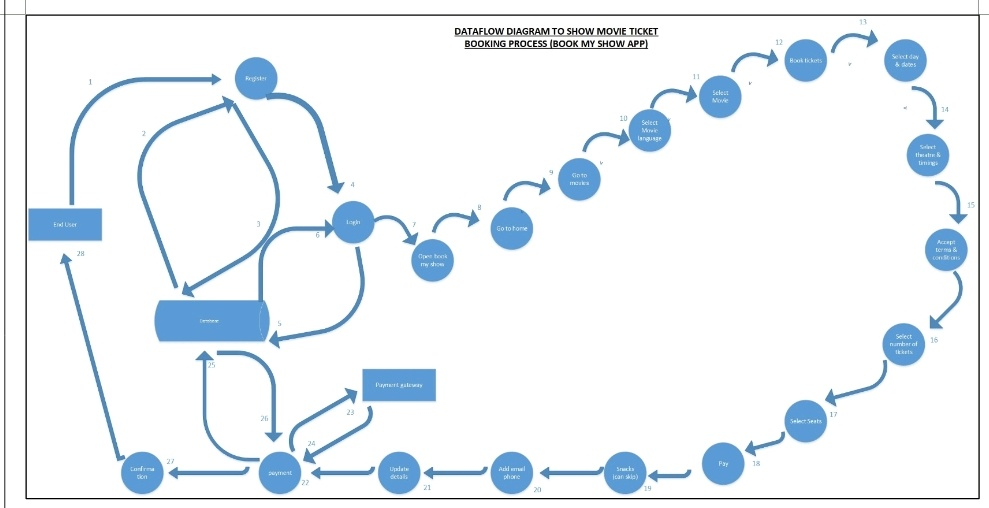 DATAFLOW DIAGRAM TO SHOW MOVIE TICKET
BOOKING PROCESS (BOOK MY SHOW APP)
1
Register
2
3
4
End User
28
Login
5
6
7
Open book
my show
8
Go to home
9
Go to
movies
10
Select
Movie
language
11
Select
Movie
12
Book tickets
13
Select day
& dates
14
Select
theatre &
timings
15
Accept
terms &
conditions
16
Select
number of
tickets
17
Select Seats
18
Pay
19
Snacks
(can skip)
20
Add email
phone
21
Update
details
22
payment
23
Payment gateway
24
25
26
27
Confirma
tion